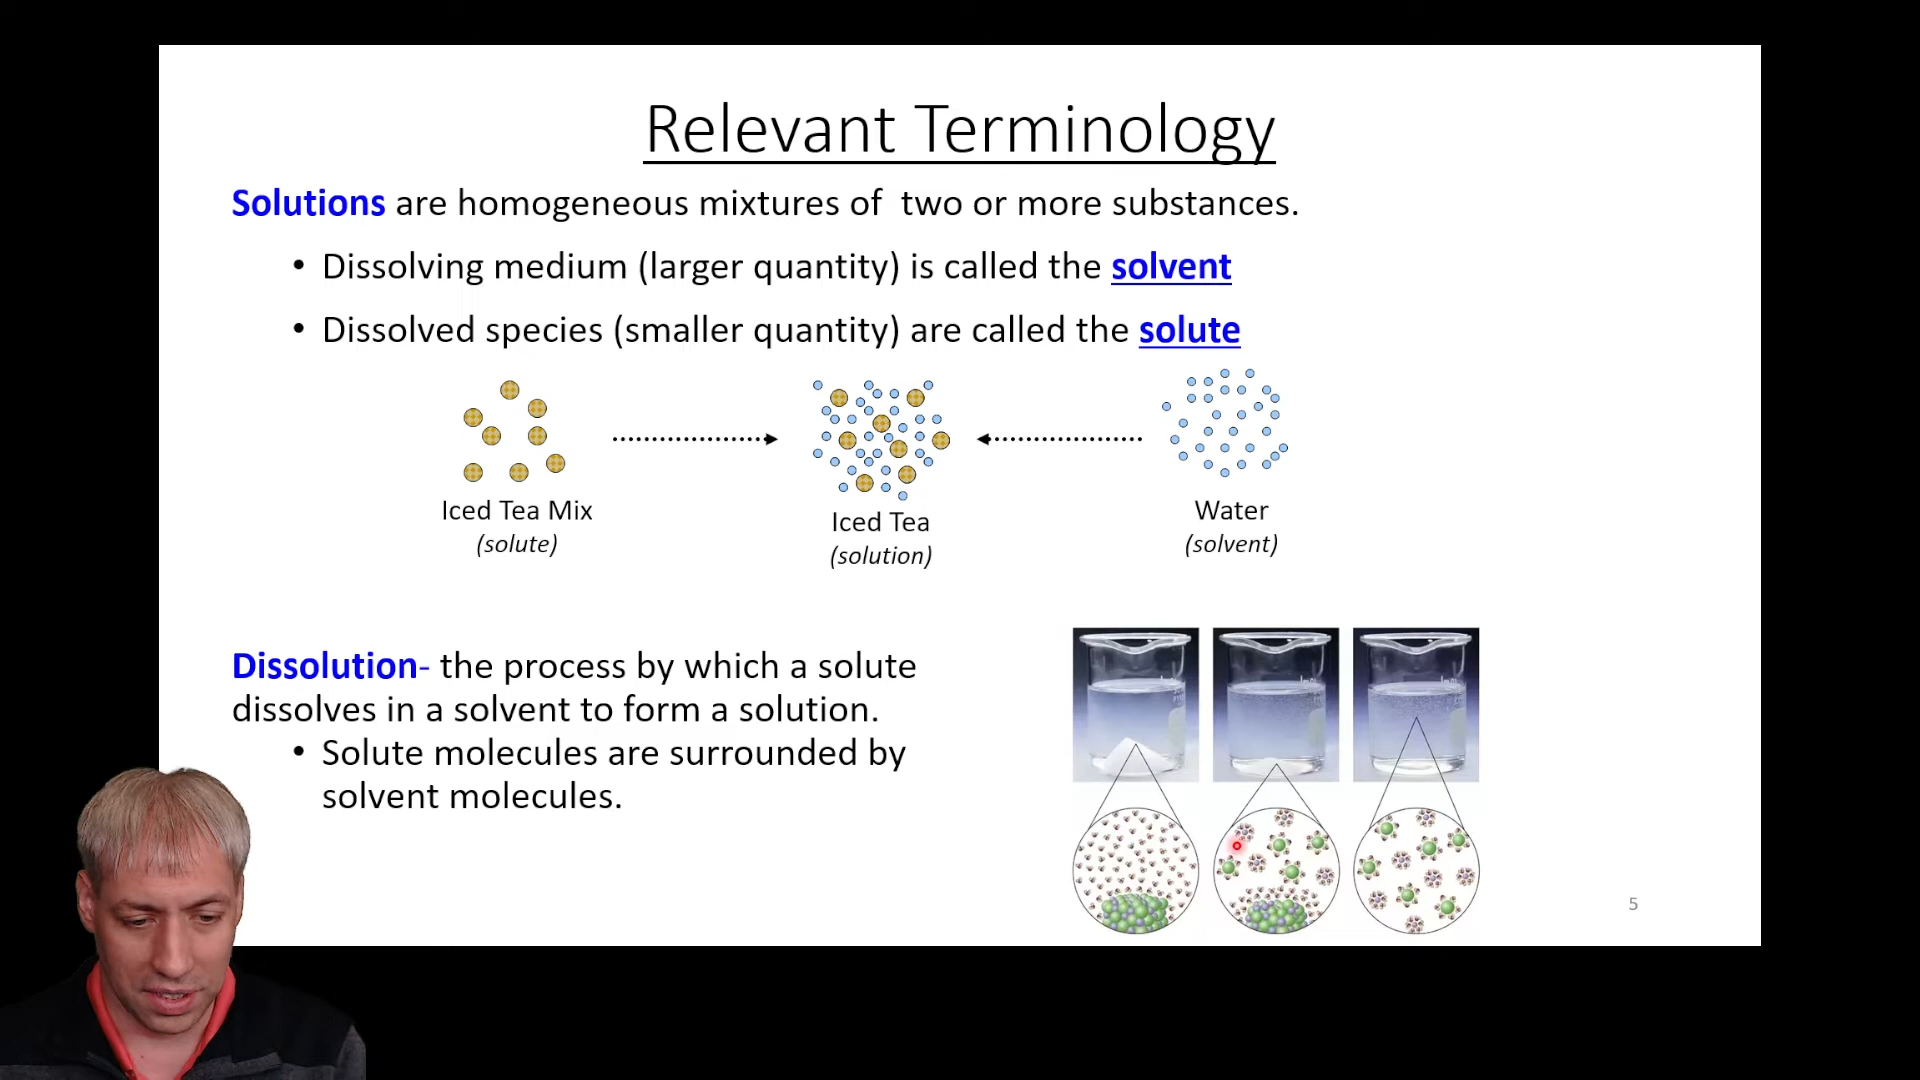 Relevant Terminology
Solutions are homogeneous mixtures of  two or more substances.
• Dissolving medium (larger quantity) is called the solvent
• Dissolved species (smaller quantity) are called the solute
Iced Tea Mix
(solute)
Iced Tea
(solution)
Water
(solvent)
Dissolution- the process by which a solute
dissolves in a solvent to form a solution.
• Solute molecules are surrounded by
solvent molecules.
5